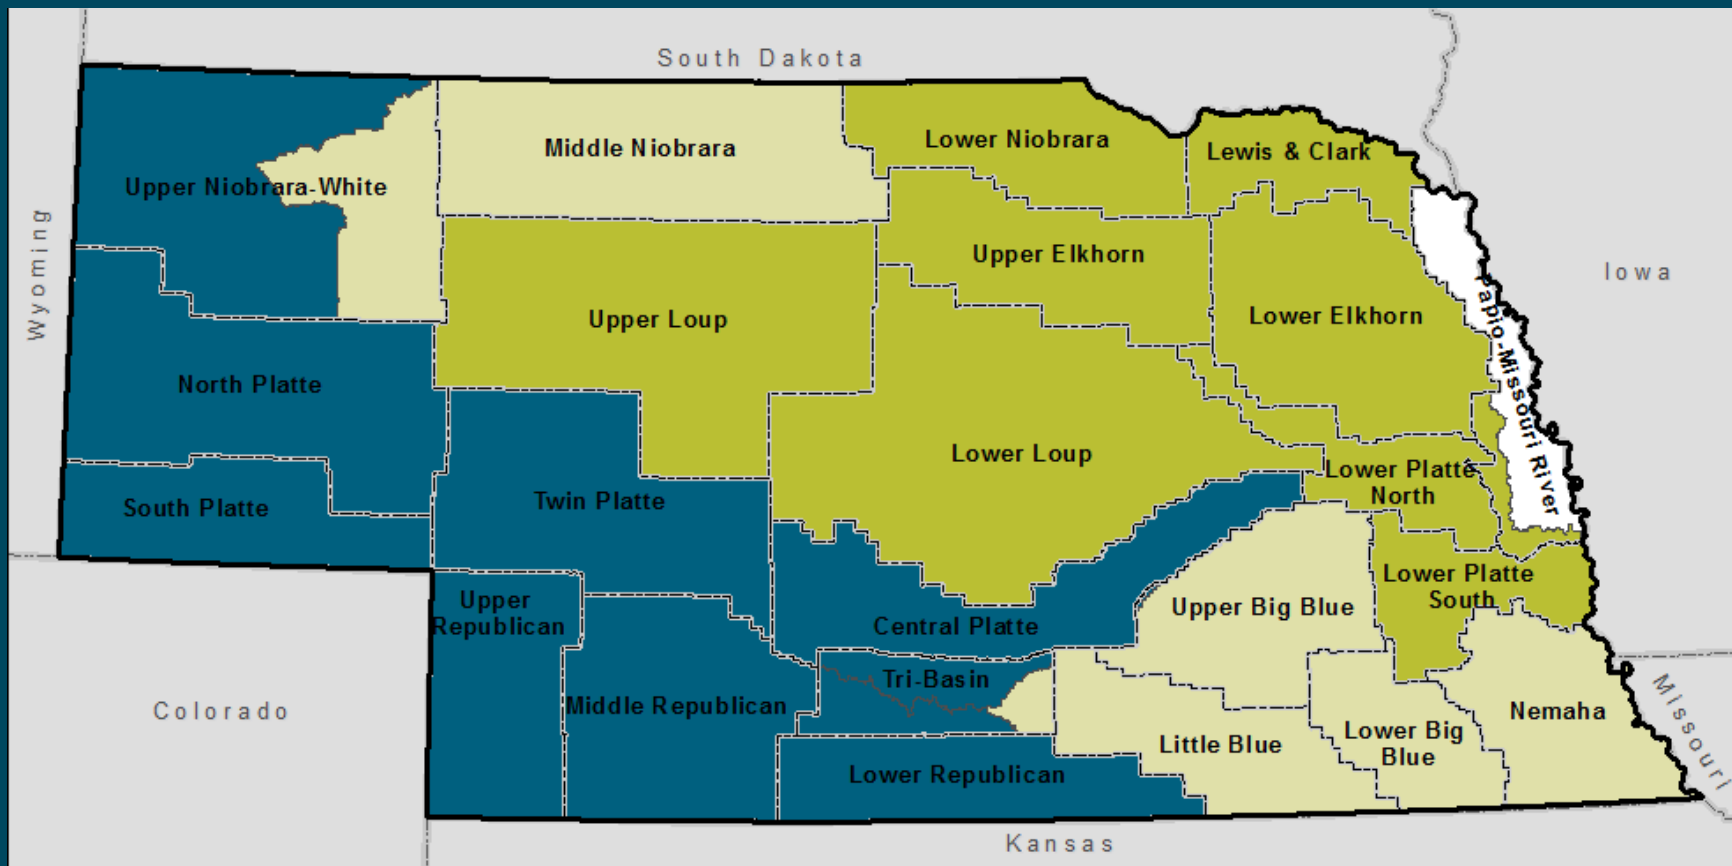 South Dakota
Lower Niobrara
Middle Niobrara
Lewis & Clark
Upper Niobrara-White
Wyoming
Upper Elkhorn
Iowa
Upper Loup
Lower Elkhorn
Papio-Missouri River
North Platte
Lower Loup
Lower Platte
North
Twin Platte
South Platte
Lower Platte
South
Upper
Republican
Upper Big Blue
Central Platte
Tri-Basin
Colorado
Middle Republican
Nemaha
Missouri
Lower Big
Blue
Little Blue
Lower Republican
Kansas